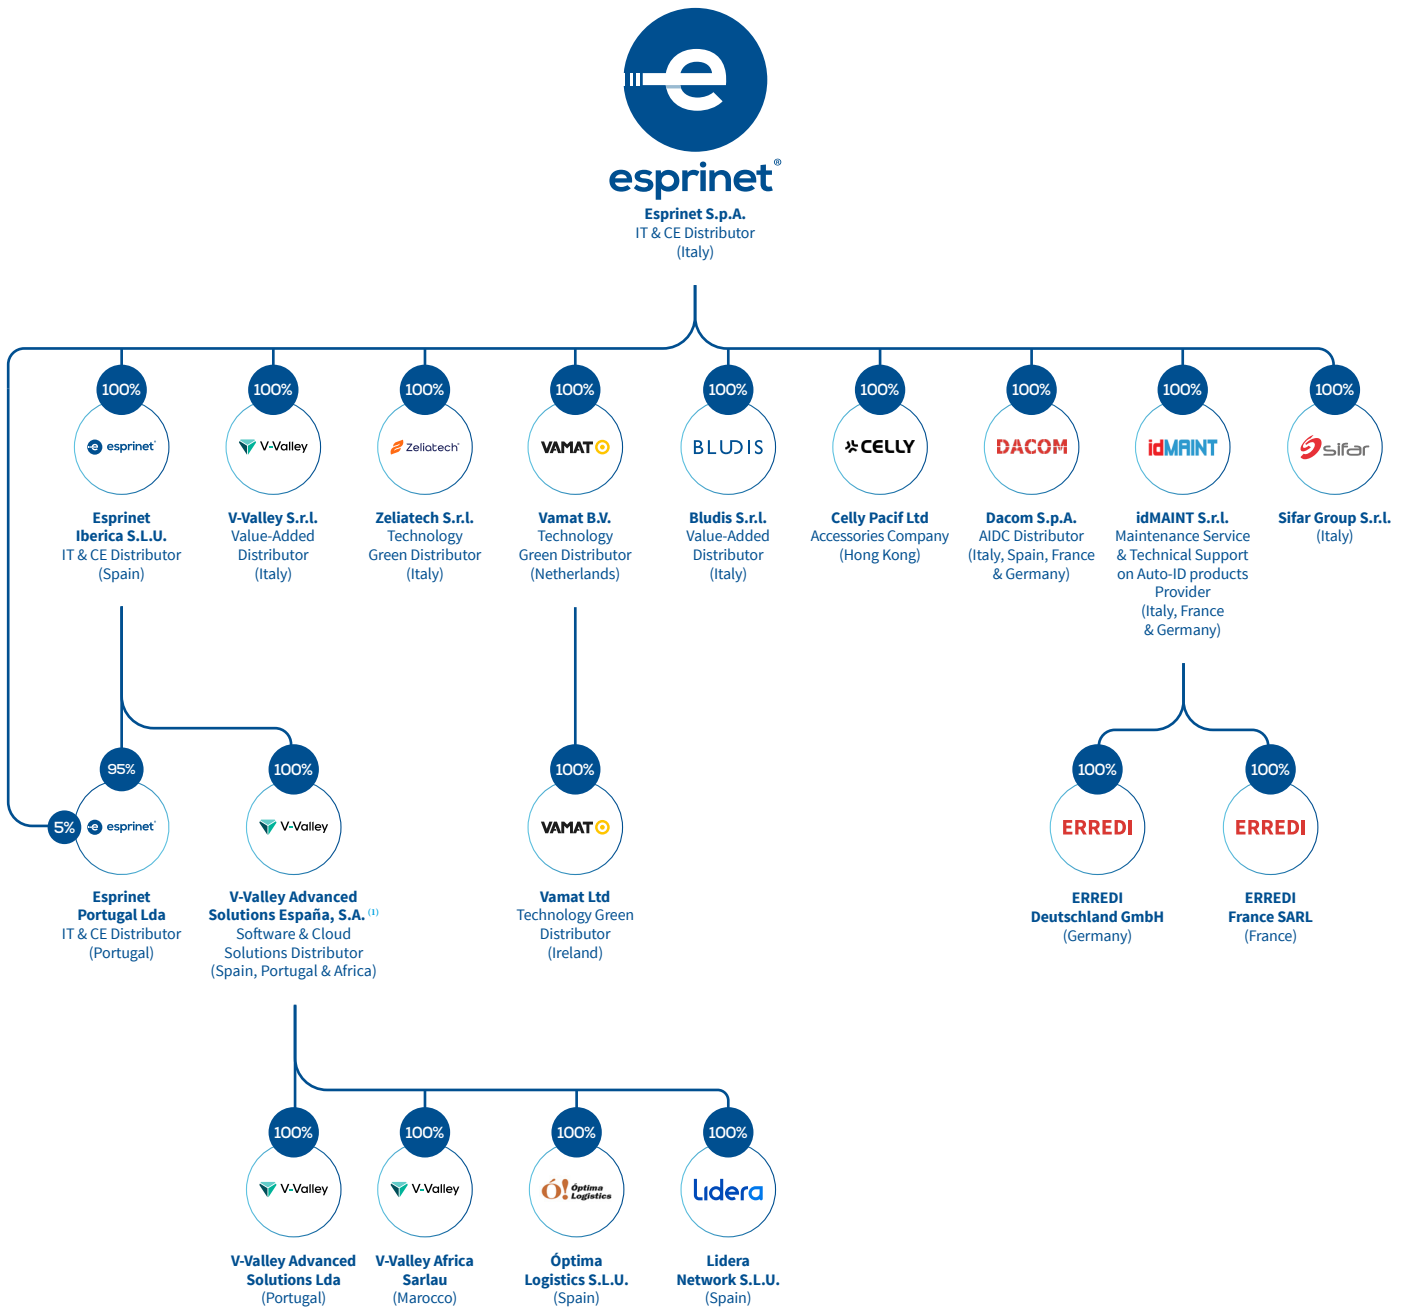 esprinet®
Esprinet S.p.A.
IT & CE Distributor
(Italy)
100%
esprinet
Esprinet
Iberica S.L.U.
IT & CE Distributor
(Spain)
100%
V-Valley
V-Valley S.r.l.
Value-Added
Distributor
(Italy)
100%
Zeliatech
Zeliatech S.r.l.
Technology
Green Distributor
(Italy)
100%
VAMAT
Vamat B.V.
Technology
Green Distributor
(Netherlands)
100%
BLUDIS
Bludis S.r.l.
Value-Added
Distributor
(Italy)
100%
CELLY
Celly Pacif Ltd
Accessories Company
(Hong Kong)
100%
DACOM
Dacom S.p.A.
AIDC Distributor
(Italy, Spain, France
& Germany)
100%
idMAINT
idMAINT S.r.l.
Maintenance Service
& Technical Support
on Auto-ID products
Provider
(Italy, France
& Germany)
100%
sifar
Sifar Group S.r.l.
(Italy)
95%
5%
esprinet
Esprinet
Portugal Lda
IT & CE Distributor
(Portugal)
100%
V-Valley
V-Valley Advanced
Solutions España, S.A. (1)
Software & Cloud
Solutions Distributor
(Spain, Portugal & Africa)
100%
VAMAT
Vamat Ltd
Technology Green
Distributor
(Ireland)
100%
ERREDI
ERREDI
Deutschland GmbH
(Germany)
100%
ERREDI
ERREDI
France SARL
(France)
100%
V-Valley
V-Valley Advanced
Solutions Lda
(Portugal)
100%
V-Valley
V-Valley Africa
Sarlau
(Marocco)
100%
Ó! Óptima
Logistics
Óptima
Logistics S.L.U.
(Spain)
100%
Lidera
Lidera
Network S.L.U.
(Spain)